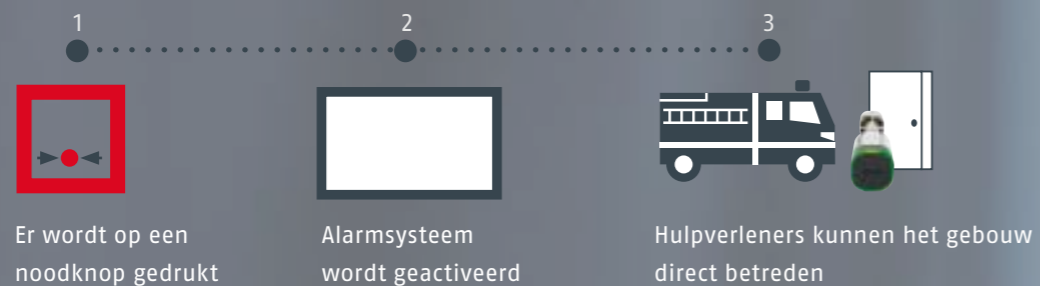 1
2
3
Er wordt op een
noodknop gedrukt
Alarmsysteem
wordt geactiveerd
Hulpverleners kunnen het gebouw
direct betreden